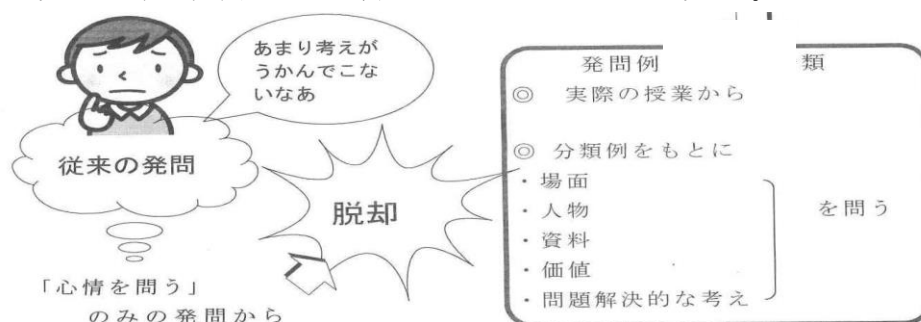 あまり考えが
うかんでこな
いなあ
従来の発問
「心情を問う」
のみの発問から
脱却
発問例 類
◎ 実際の授業から
◎ 分類例をもとに
・場面
・人物
・資料
・価値
・問題解決的な考え
を問う